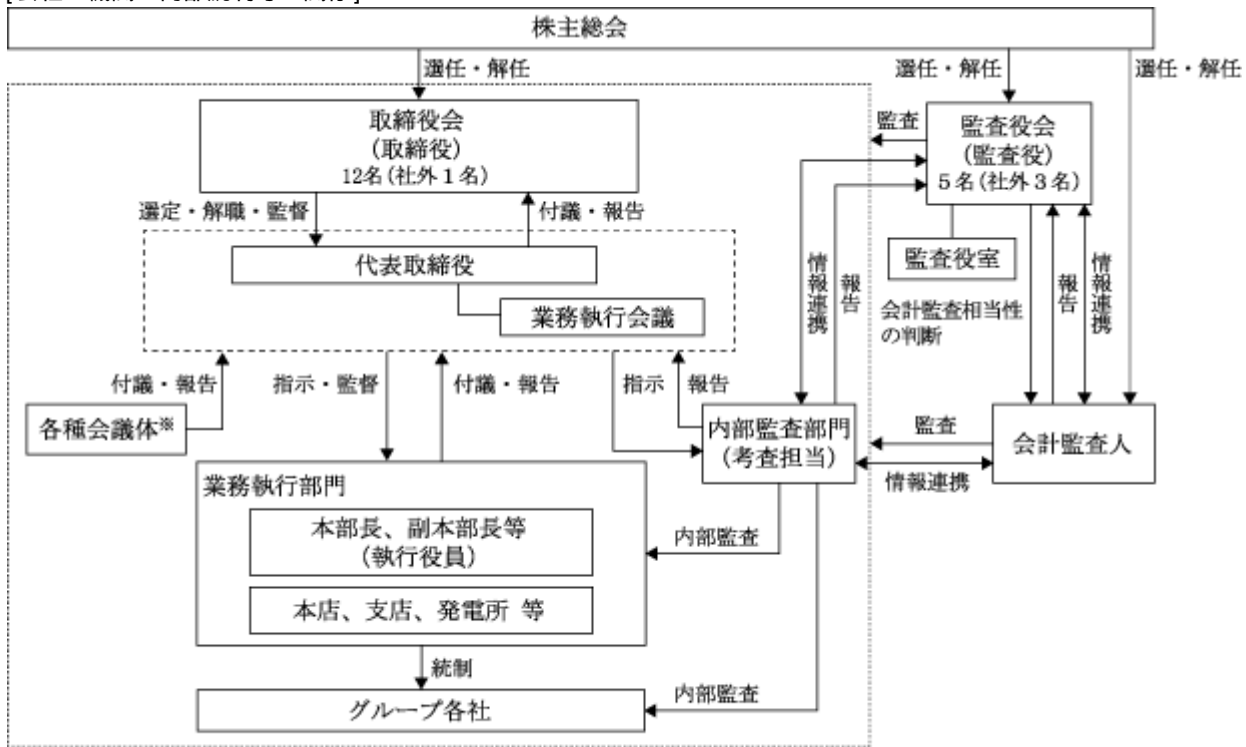 株主総会
選任・解任
選任・解任
選任・解任
取締役会
(取締役)
12名(社外1名)
監査
監査役会
(監査役)
5名(社外3名)
選定・解職・監督
付議・報告
監査役室
代表取締役
業務執行会議
情報連携
報告
会計監査相当性
の判断
報告
情報連携
付議・報告
指示・監督
付議・報告
指示
報告
各種会議体※
内部監査部門
(考査担当)
監査
情報連携
会計監査人
業務執行部門
本部長、副本部長等
(執行役員)
内部監査
本店、支店、発電所 等
統制
グループ各社
内部監査